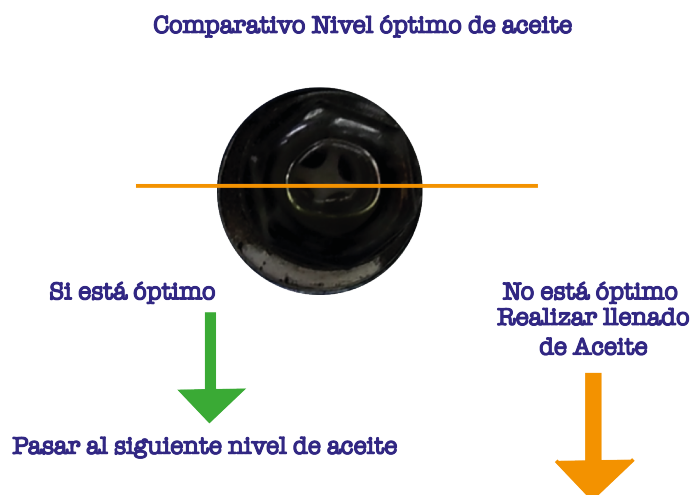 Comparativo Nivel óptimo de aceite
Si está óptimo
No está óptimo
Realizar llenado
de Aceite
Pasar al siguiente nivel de aceite